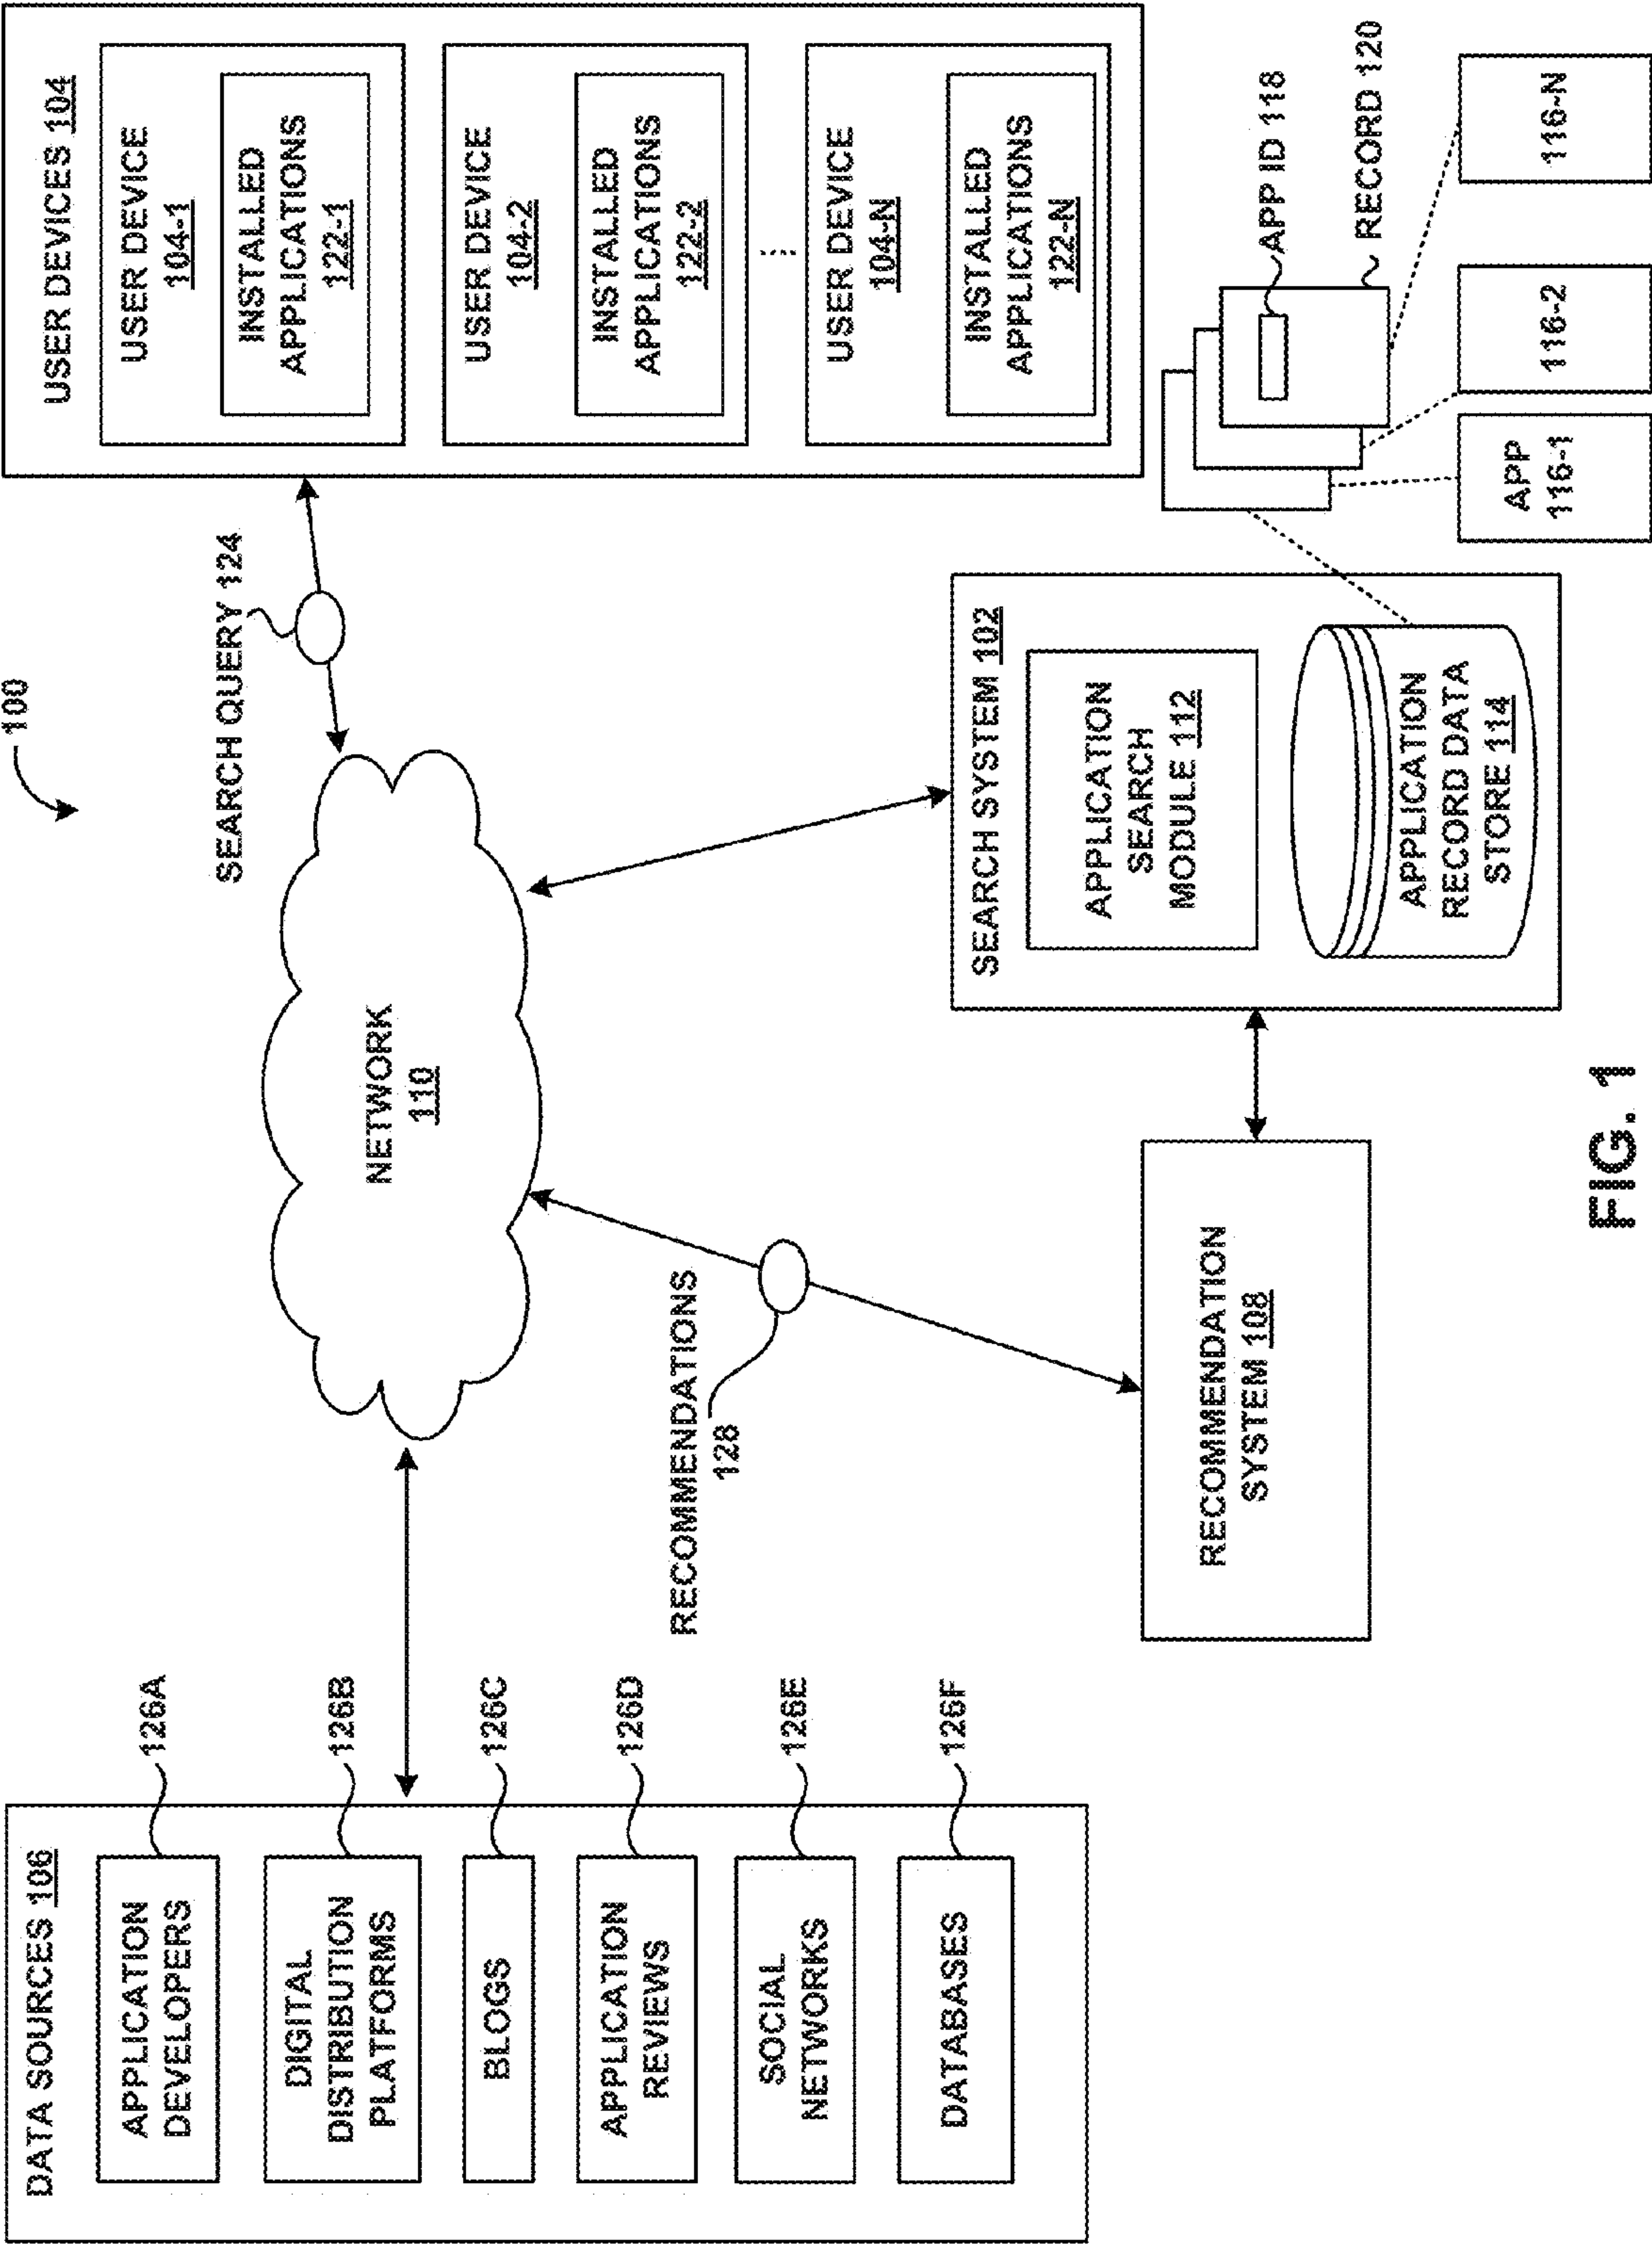 100
DATA SOURCES 106
APPLICATION
DEVELOPERS
126A
DIGITAL
DISTRIBUTION
PLATFORMS
126B
BLOGS
126C
APPLICATION
REVIEWS
126D
SOCIAL
NETWORKS
126E
DATABASES
126F
NETWORK
110
SEARCH QUERY 124
RECOMMENDATIONS
128
RECOMMENDATION
SYSTEM 108
USER DEVICES 104
USER DEVICE
104-1
INSTALLED
APPLICATIONS
122-1
USER DEVICE
104-2
INSTALLED
APPLICATIONS
122-2
USER DEVICE
104-N
INSTALLED
APPLICATIONS
122-N
SEARCH SYSTEM 102
APPLICATION
SEARCH
MODULE 112
APPLICATION
RECORD DATA
STORE 114
APP ID 118
RECORD 120
APP
116-1
116-2
116-N
FIG. 1